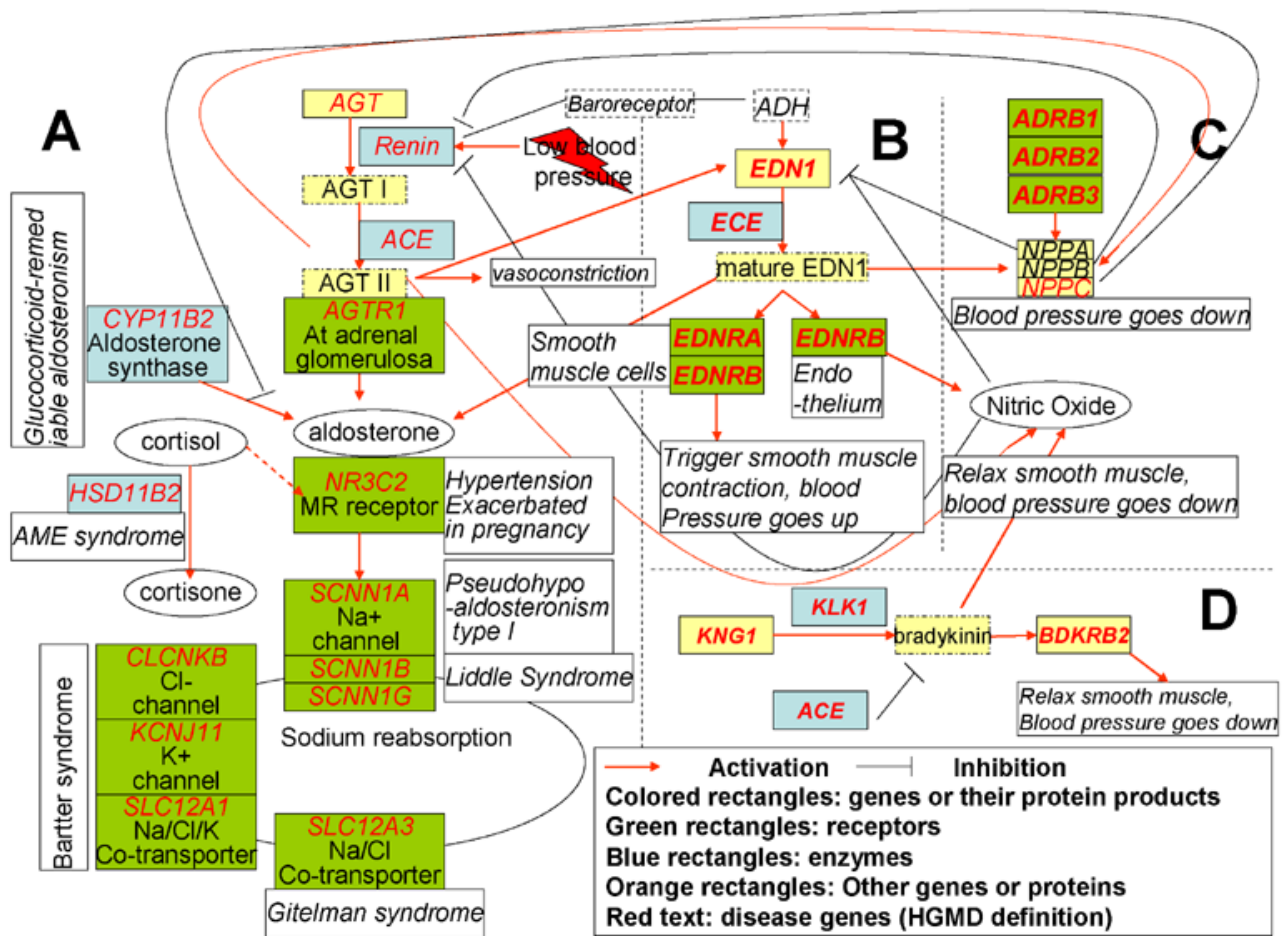 A
AGT
Renin
AGT I
ACE
AGT II
AGTR1
At adrenal
glomerulosa
vasoconstriction
Low blood
pressure
Baroreceptor
ADH
Glucocorticoid-remed
iable aldosteronism
CYP11B2
Aldosterone
synthase
cortisol
aldosterone
HSD11B2
AME syndrome
cortisone
NR3C2
MR receptor
Hypertension
Exacerbated
in pregnancy
SCNN1A
Na+
channel
SCNN1B
SCNN1G
Pseudohypo
-aldosteronism
type I
Liddle Syndrome
Sodium reabsorption
Bartter syndrome
CLCNKB
Cl-
channel
KCNJ11
K+
channel
SLC12A1
Na/Cl/K
Co-transporter
SLC12A3
Na/Cl
Co-transporter
Gitelman syndrome
B
EDN1
ECE
mature EDN1
Smooth
muscle cells
EDNRA
EDNRB
EDNRB
Endo
-thelium
Trigger smooth muscle
contraction, blood
Pressure goes up
C
ADRB1
ADRB2
ADRB3
NPPA
NPPB
NPPC
Blood pressure goes down
Nitric Oxide
Relax smooth muscle,
blood pressure goes down
D
KNG1
KLK1
bradykinin
BDKRB2
ACE
Relax smooth muscle,
Blood pressure goes down
Activation
Inhibition
Colored rectangles: genes or their protein products
Green rectangles: receptors
Blue rectangles: enzymes
Orange rectangles: Other genes or proteins
Red text: disease genes (HGMD definition)